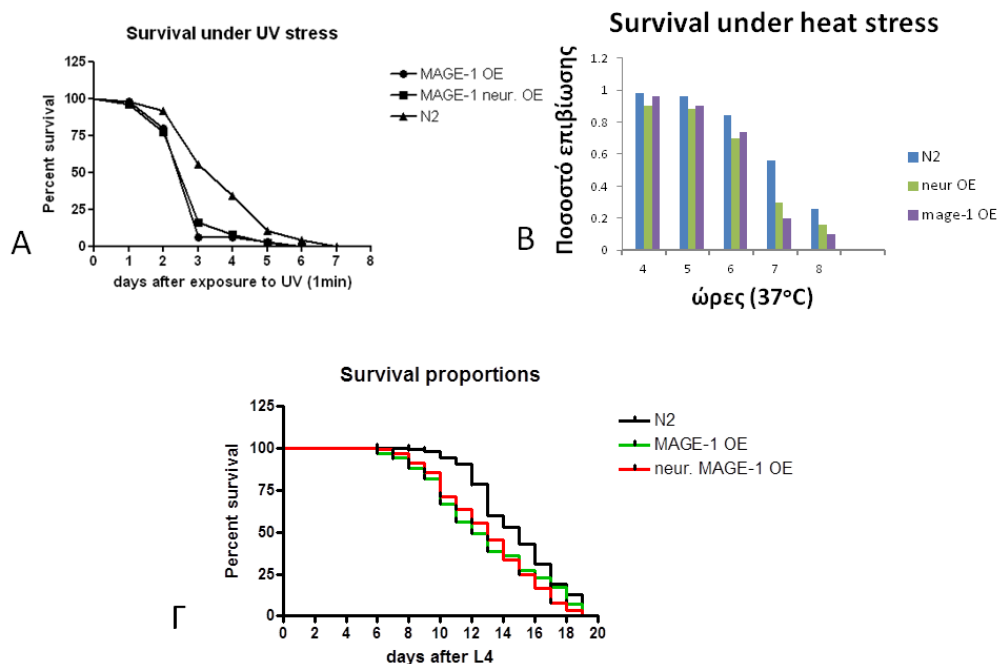 Survival under UV stress
125
100
75
50
25
0
Percent survival
0 1 2 3 4 5 6 7 8
days after exposure to UV (1min)
MAGE-1 OE
MAGE-1 neur. OE
N2
A
Survival under heat stress
1.2
1
0.8
0.6
0.4
0.2
0
Ποσοστό επιβίωσης
4 5 6 7 8
ώρες (37°C)
N2
neur OE
mage-1 OE
B
Survival proportions
125
100
75
50
25
0
Percent survival
0 2 4 6 8 10 12 14 16 18 20
days after L4
N2
MAGE-1 OE
neur. MAGE-1 OE
Γ